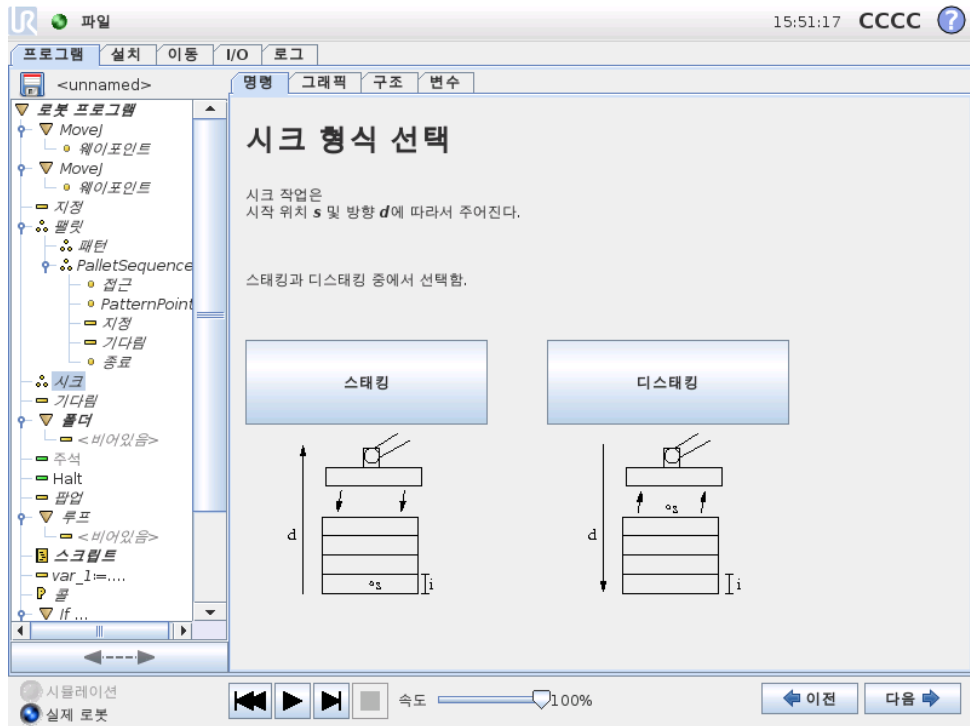 UR 파일 15:51:17 CCCC ?
프로그램 설치 이동 I/O 로그
<unnamed>
로봇 프로그램
MoveJ
웨이포인트
MoveJ
웨이포인트
지정
팰릿
패턴
PalletSequence
접근
PatternPoint
지정
기다림
종료
시크
기다림
폴더
<비어있음>
주석
Halt
팝업
루프
<비어있음>
스크립트
var_1:=....
콜
If ...
명령 그래픽 구조 변수
시크 형식 선택
시크 작업은
시작 위치 s 및 방향 d에 따라서 주어진다.
스태킹과 디스태킹 중에서 선택함.
스태킹 디스태킹
d s i
d s i
시뮬레이션
실제 로봇
속도 100%
이전 다음